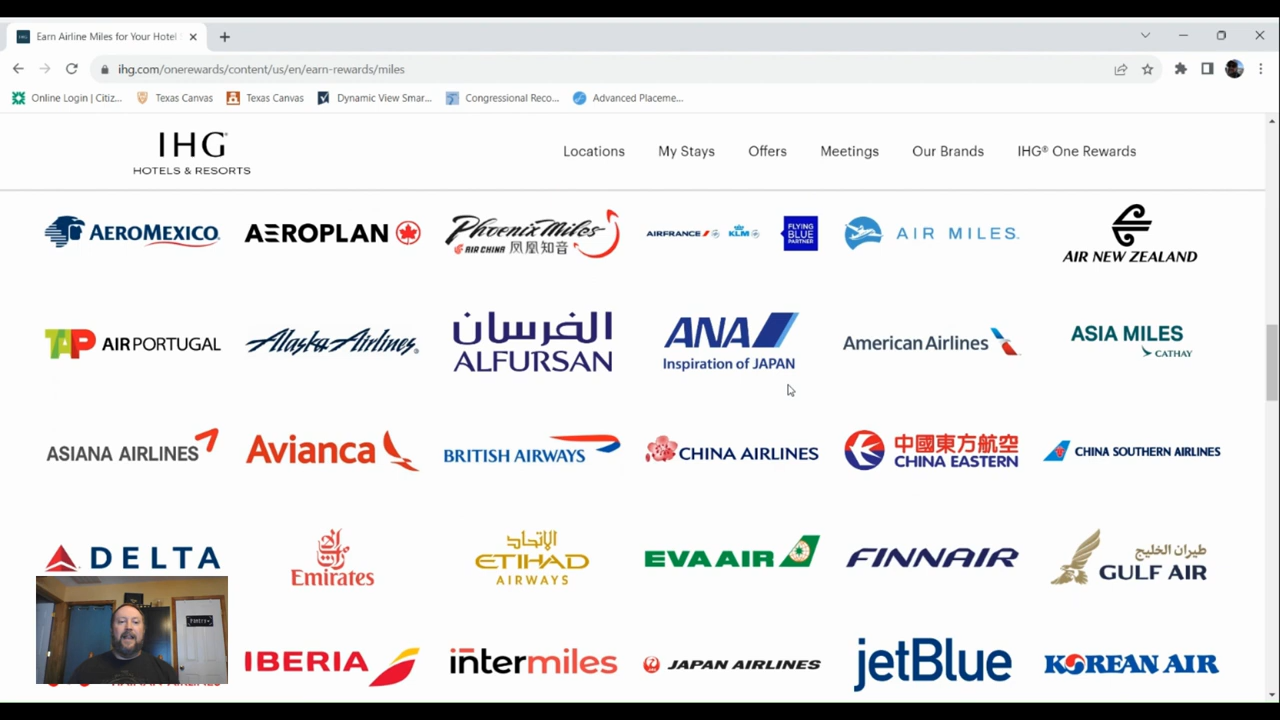 Earn Airline Miles for Your Hotel
ihg.com/onerewards/content/us/en/earn-rewards/miles
Online Login | Citiz... Texas Canvas Texas Canvas Dynamic View Smar... Congressional Reco... Advanced Placeme...
IHG®
HOTELS & RESORTS
Locations My Stays Offers Meetings Our Brands IHG® One Rewards
AEROMEXICO.
AEROPLAN
Phoenix Miles
AIR CHINA 凤凰知音
AIRFRANCE KLM
FLYING BLUE PARTNER
AIR MILES.
AIR NEW ZEALAND
TAP AIRPORTUGAL
Alaska Airlines®
الفرسان
ALFURSAN
ANA
Inspiration of JAPAN
American Airlines
ASIA MILES
CATHAY
ASIANA AIRLINES
Avianca
BRITISH AIRWAYS
CHINA AIRLINES
中國東方航空
CHINA EASTERN
CHINA SOUTHERN AIRLINES
DELTA
Emirates
الإتحاد
ETIHAD
AIRWAYS
EVA AIR
FINNAIR
طيران الخليج
GULF AIR
IBERIA
intermiles
JAPAN AIRLINES
jetBlue
KOREAN AIR